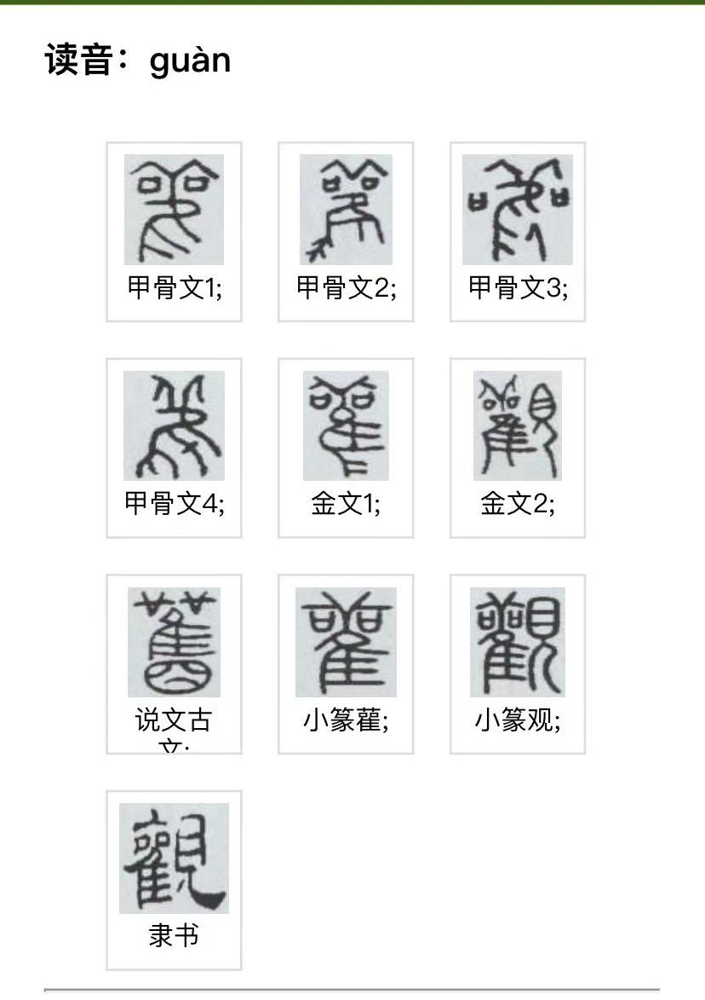 读音：guàn
甲骨文1;
甲骨文2;
甲骨文3;
甲骨文4;
金文1;
金文2;
说文古
文;
小篆雚;
小篆观;
隶书